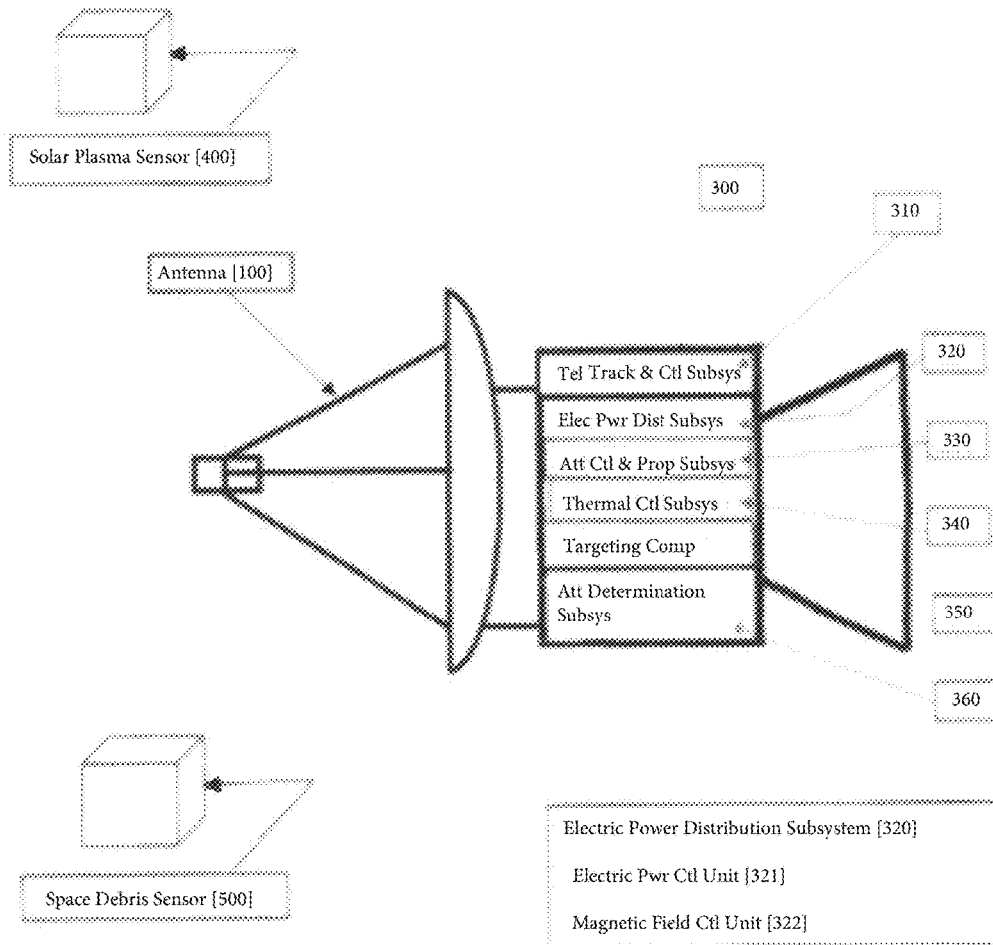 Solar Plasma Sensor [400]
300
310
Antenna [100]
320
Tel Track & Ctl Subsys
Elec Pwr Dist Subsys
330
Att Ctl & Prop Subsys
Thermal Ctl Subsys
340
Targeting Comp
Att Determination
Subsys
350
360
Electric Power Distribution Subsystem [320]
Electric Pwr Ctl Unit [321]
Space Debris Sensor [500]
Magnetic Field Ctl Unit [322]